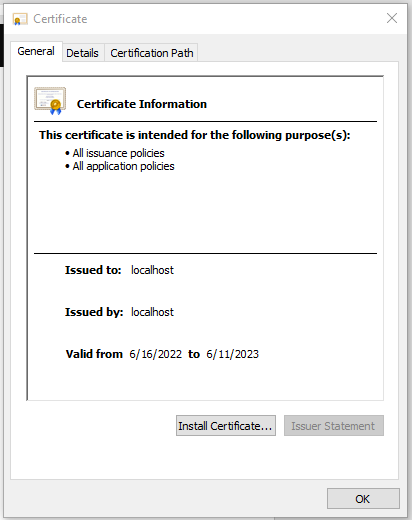 Certificate
General
Details
Certification Path
Certificate Information
This certificate is intended for the following purpose(s):
• All issuance policies
• All application policies
Issued to: localhost
Issued by: localhost
Valid from 6/16/2022 to 6/11/2023
Install Certificate...
Issuer Statement
OK